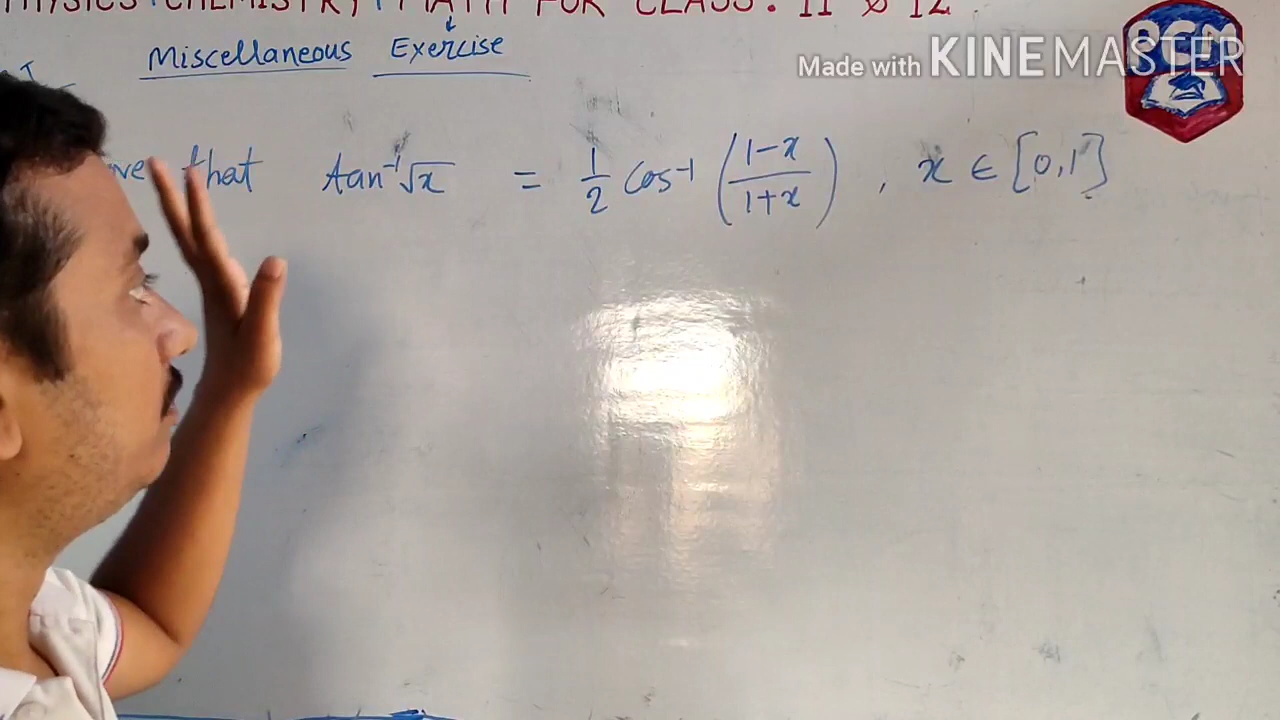 PHYSICS CHEMISTRY MATH FOR CLASS. 11 & 12
Miscellaneous Exercise
Made with KINEMASTER
PCM
that tan⁻¹√x = 1/2 cos⁻¹ ((1-x)/(1+x)), x ∈ [0,1]